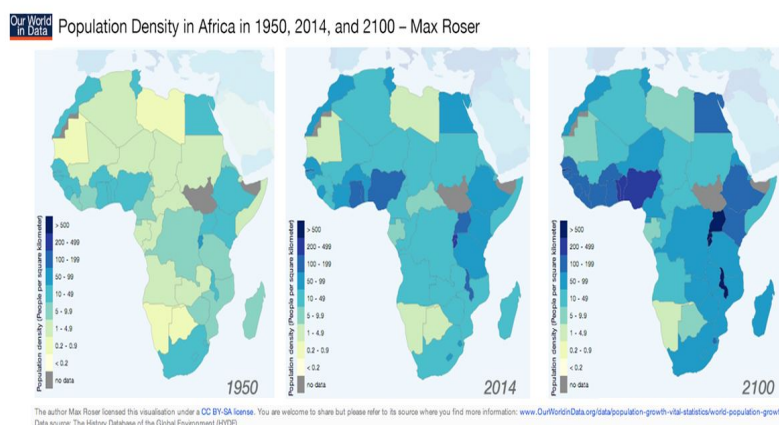 Our World
in Data
Population Density in Africa in 1950, 2014, and 2100 – Max Roser
Population density (People per square kilometer)
> 500
200 - 499
100 - 199
50 - 99
10 - 49
5 - 9.9
1 - 4.9
0.2 - 0.9
< 0.2
no data
1950
Population density (People per square kilometer)
> 500
200 - 499
100 - 199
50 - 99
10 - 49
5 - 9.9
1 - 4.9
0.2 - 0.9
< 0.2
no data
2014
Population density (People per square kilometer)
> 500
200 - 499
100 - 199
50 - 99
10 - 49
5 - 9.9
1 - 4.9
0.2 - 0.9
< 0.2
no data
2100
The author Max Roser licensed this visualisation under a CC BY-SA license. You are welcome to share but please refer to its source where you find more information: www.OurWorldinData.org/data/population-growth-vital-statistics/world-population-grow
Data source: The History Database of the Global Environment (HYDE)